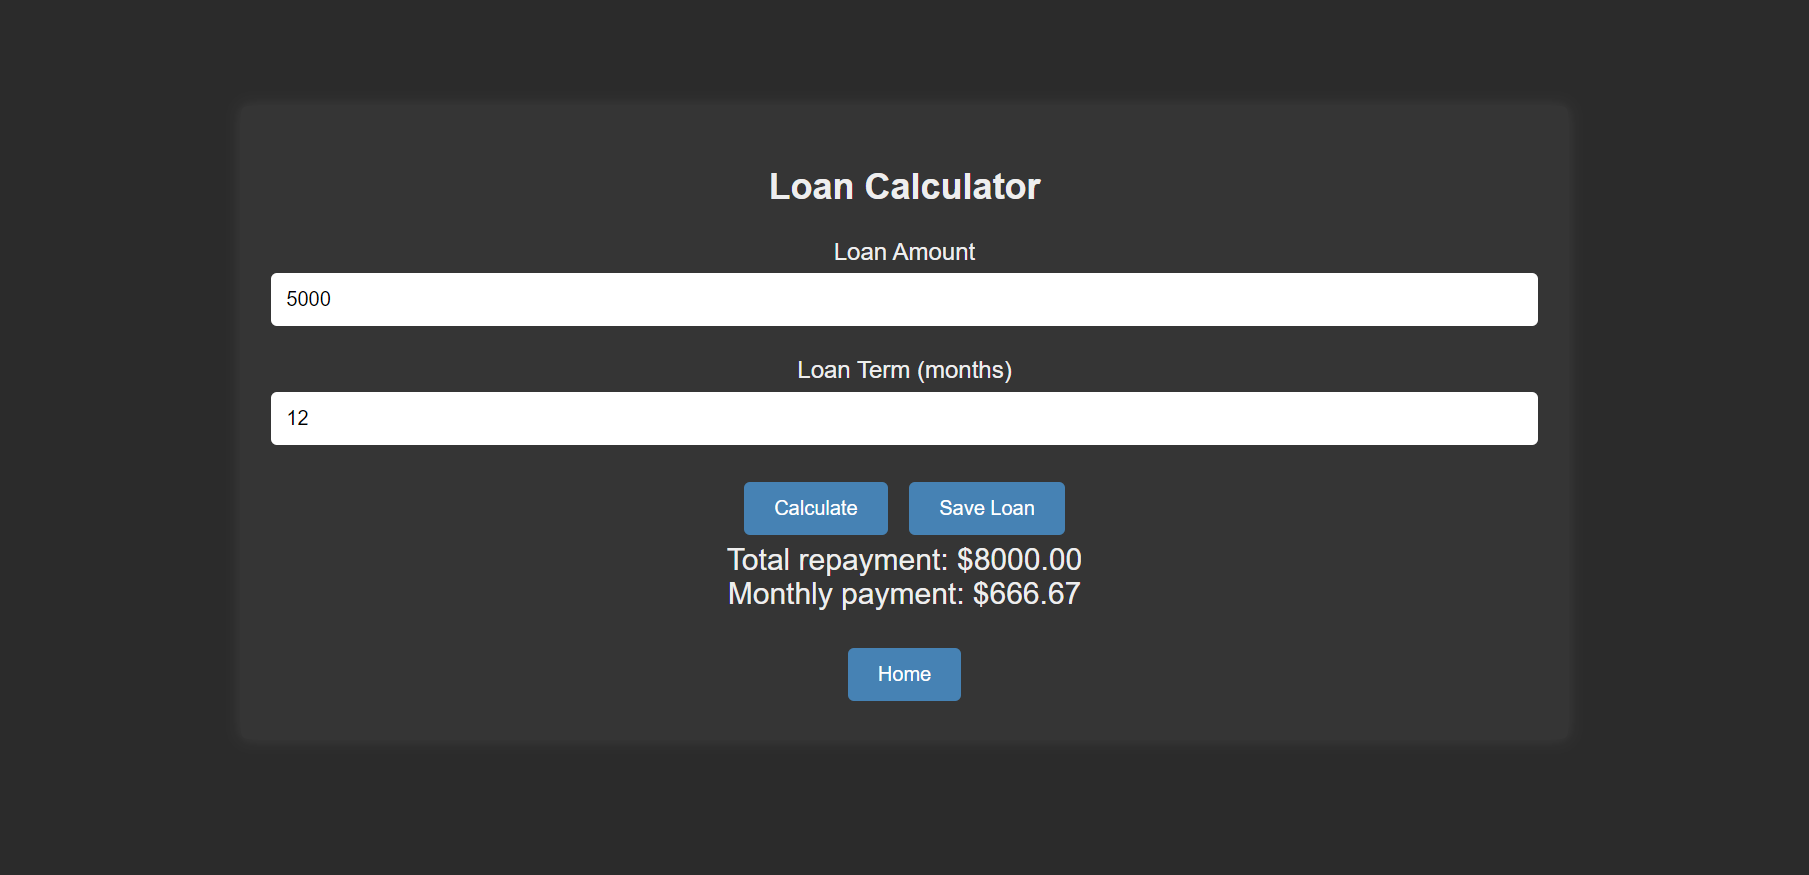 Loan Calculator
Loan Amount
5000
Loan Term (months)
12
Calculate Save Loan
Total repayment: $8000.00
Monthly payment: $666.67
Home